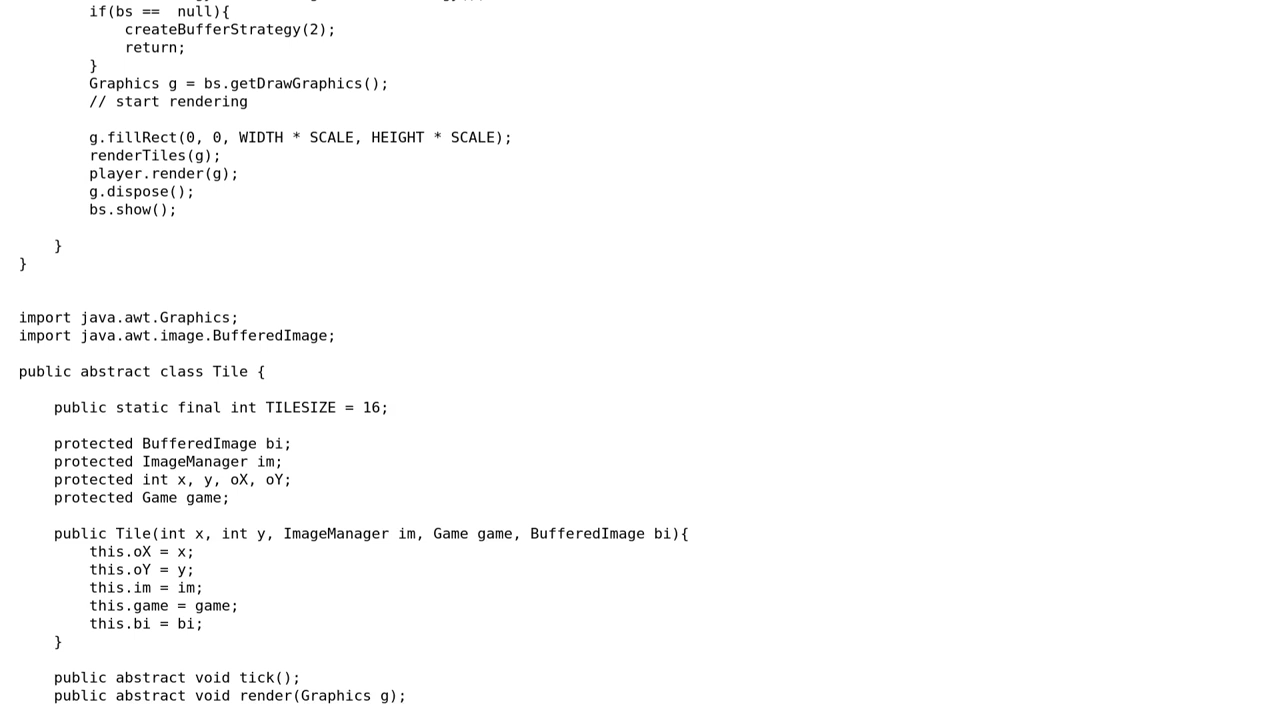 if(bs ==  null){
createBufferStrategy(2);
return;
}
Graphics g = bs.getDrawGraphics();
// start rendering
g.fillRect(0, 0, WIDTH * SCALE, HEIGHT * SCALE);
renderTiles(g);
player.render(g);
g.dispose();
bs.show();
}
}
import java.awt.Graphics;
import java.awt.image.BufferedImage;
public abstract class Tile {
public static final int TILESIZE = 16;
protected BufferedImage bi;
protected ImageManager im;
protected int x, y, oX, oY;
protected Game game;
public Tile(int x, int y, ImageManager im, Game game, BufferedImage bi){
this.oX = x;
this.oY = y;
this.im = im;
this.game = game;
this.bi = bi;
}
public abstract void tick();
public abstract void render(Graphics g);